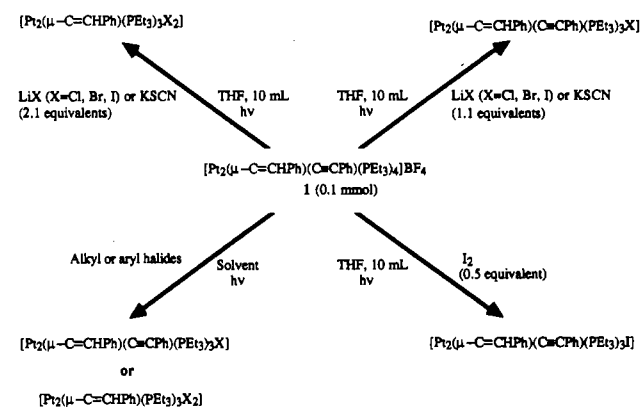 [Pt2(μ-C=CHPh)(PEt3)3X2]
[Pt2(μ-C=CHPh)(C≡CPh)(PEt3)3X]
LiX (X=Cl, Br, I) or KSCN
(2.1 equivalents)
THF, 10 mL
hν
THF, 10 mL
hν
LiX (X=Cl, Br, I) or KSCN
(1.1 equivalents)
[Pt2(μ-C=CHPh)(C≡CPh)(PEt3)4]BF4
1 (0.1 mmol)
Alkyl or aryl halides
Solvent
hν
THF, 10 mL
hν
I2
(0.5 equivalent)
[Pt2(μ-C=CHPh)(C≡CPh)(PEt3)3X]
or
[Pt2(μ-C=CHPh)(PEt3)3X2]
[Pt2(μ-C=CHPh)(C≡CPh)(PEt3)3I]